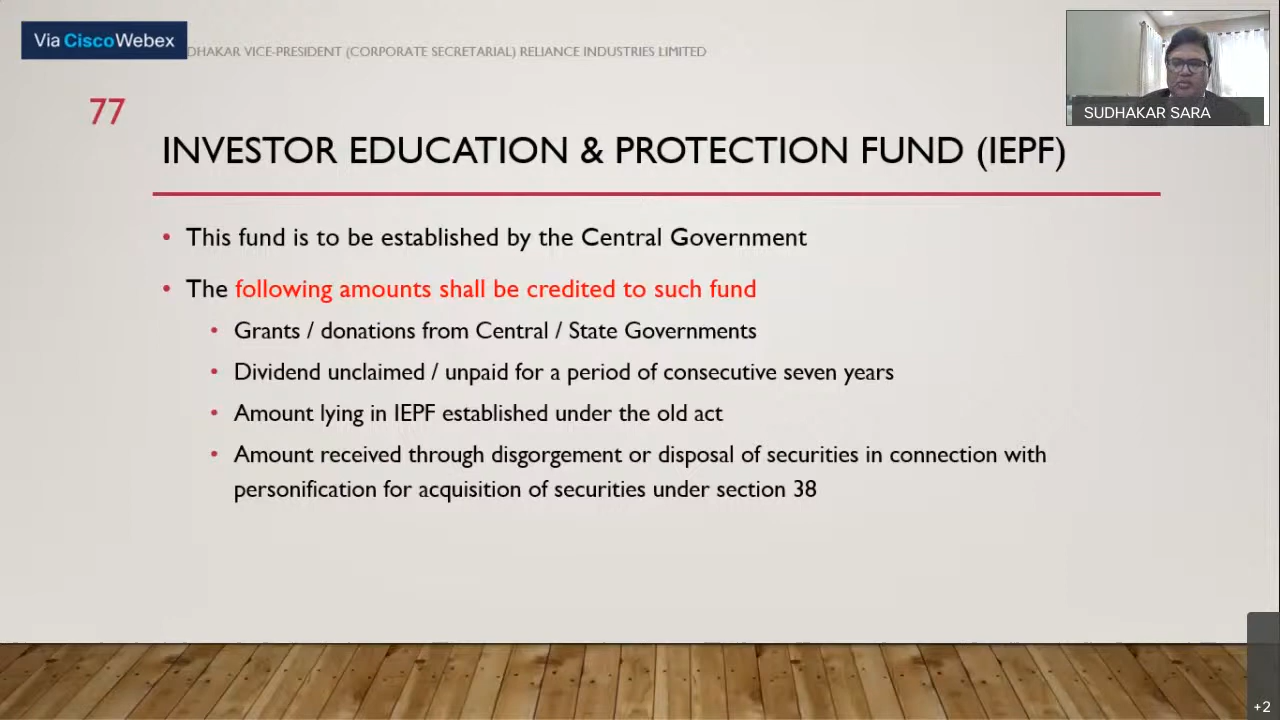 Via CiscoWebex
DHAKAR VICE-PRESIDENT (CORPORATE SECRETARIAL) RELIANCE INDUSTRIES LIMITED
SUDHAKAR SARA
77
INVESTOR EDUCATION & PROTECTION FUND (IEPF)
• This fund is to be established by the Central Government
• The following amounts shall be credited to such fund
• Grants / donations from Central / State Governments
• Dividend unclaimed / unpaid for a period of consecutive seven years
• Amount lying in IEPF established under the old act
• Amount received through disgorgement or disposal of securities in connection with
personification for acquisition of securities under section 38
+2